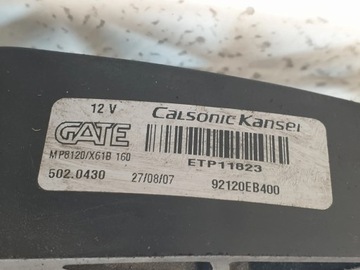 12 V Calsonic Kansei
GATE
MP8120/X61B 160
ETP11823
502.0430 27/08/07 92120EB400